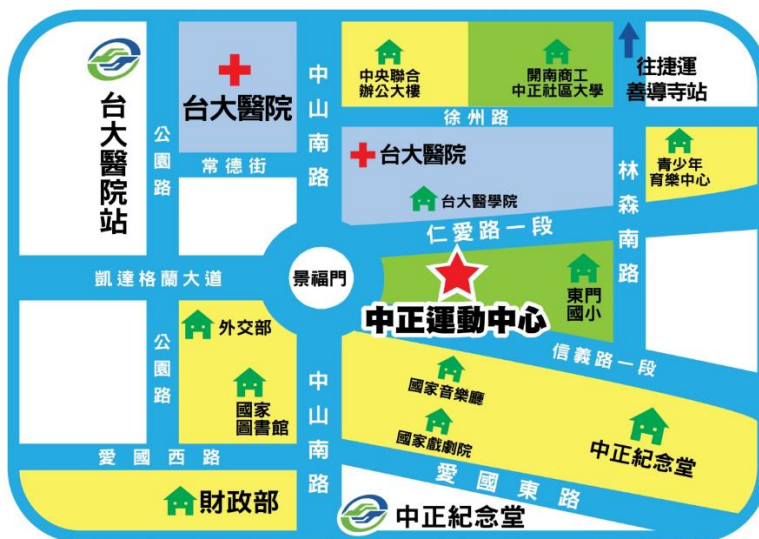 台大醫院站
公園路
台大醫院
常德街
中山南路
中央聯合
辦公大樓
開南商工
中正社區大學
往捷運
善導寺站
徐州路
台大醫院
台大醫學院
林森南路
青少年
育樂中心
仁愛路一段
凱達格蘭大道
景福門
中正運動中心
東門
國小
信義路一段
公園路
外交部
國家
圖書館
中山南路
國家音樂廳
國家戲劇院
中正紀念堂
愛國西路
愛國東路
財政部
中正紀念堂